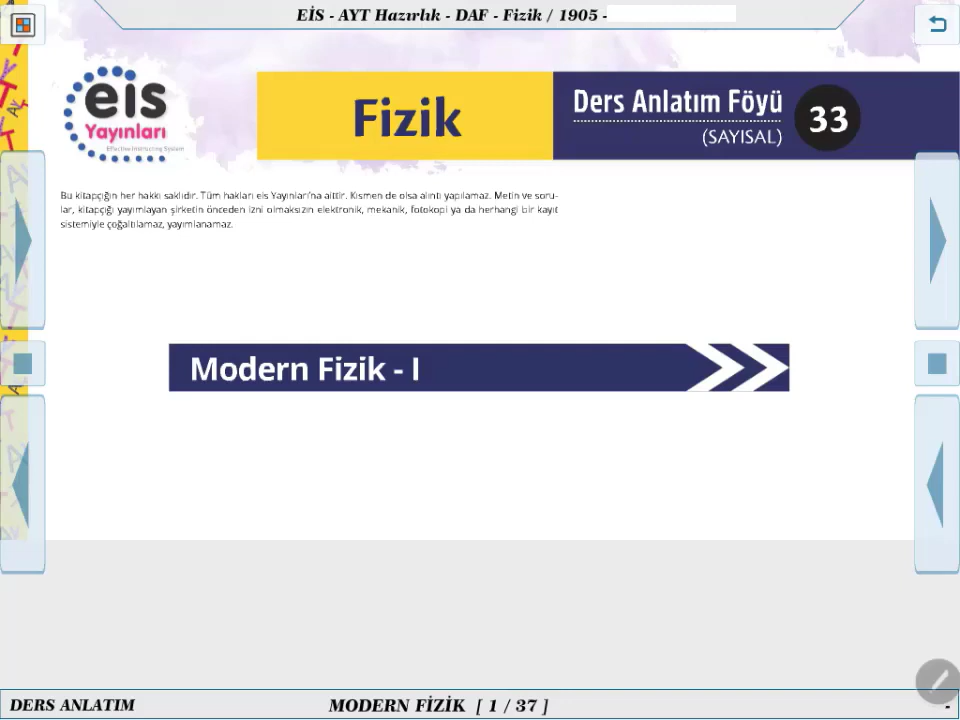 EİS - AYT Hazırlık - DAF - Fizik / 1905 -
eis
Yayınları
Effective Instructing System
Fizik
Ders Anlatım Föyü
(SAYISAL)
33
Bu kitapçığın her hakkı saklıdır. Tüm hakları eis Yayınları'na aittir. Kısmen de olsa alıntı yapılamaz. Metin ve soru-
lar, kitapçığı yayımlayan şirketin önceden izni olmaksızın elektronik, mekanik, fotokopi ya da herhangi bir kayıt
sistemiyle çoğaltılamaz, yayımlanamaz.
Modern Fizik - I
DERS ANLATIM
MODERN FİZİK [ 1 / 37 ]
-